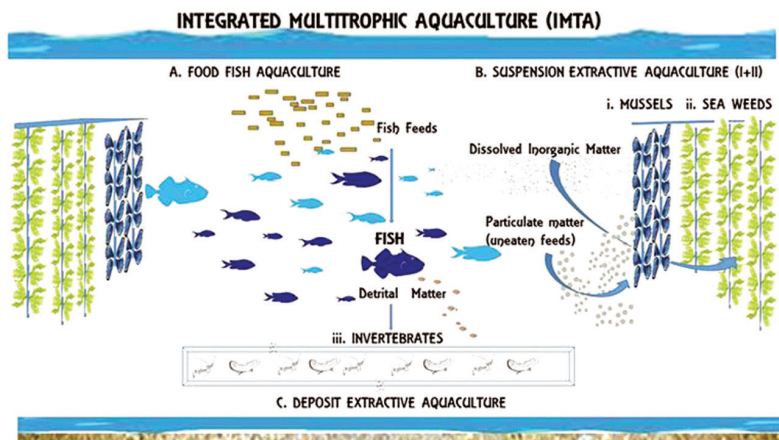 INTEGRATED MULTITROPHIC AQUACULTURE (IMTA)
A. FOOD FISH AQUACULTURE
B. SUSPENSION EXTRACTIVE AQUACULTURE (I+II)
i. MUSSELS
ii. SEA WEEDS
Fish Feeds
Dissolved Inorganic Matter
Particulate matter
(uneaten feeds)
FISH
Detrital Matter
iii. INVERTEBRATES
C. DEPOSIT EXTRACTIVE AQUACULTURE